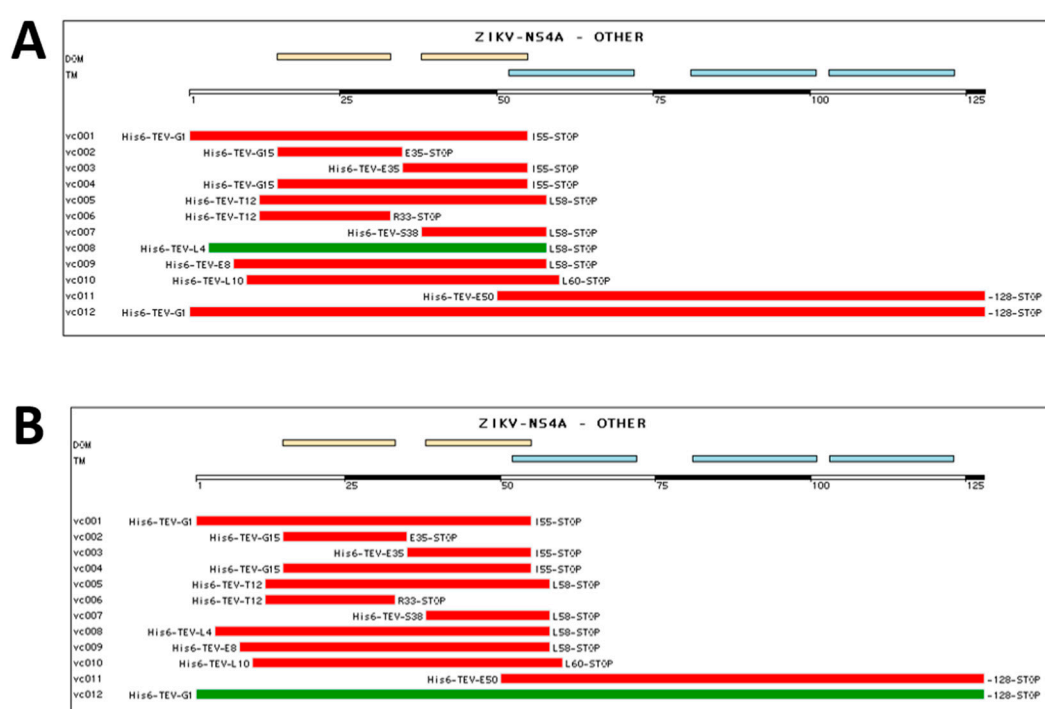 A
ZIKV-NS4A - OTHER
DOM
TM
1 25 50 75 100 125
vc001 His6-TEV-G1 I55-STOP
vc002 His6-TEV-G15 E35-STOP
vc003 His6-TEV-E35 I55-STOP
vc004 His6-TEV-G15 I55-STOP
vc005 His6-TEV-T12 L58-STOP
vc006 His6-TEV-T12 R33-STOP
vc007 His6-TEV-S38 L58-STOP
vc008 His6-TEV-L4 L58-STOP
vc009 His6-TEV-E8 L58-STOP
vc010 His6-TEV-L10 L60-STOP
vc011 His6-TEV-E50 -128-STOP
vc012 His6-TEV-G1 -128-STOP
B
ZIKV-NS4A - OTHER
DOM
TM
1 25 50 75 100 125
vc001 His6-TEV-G1 I55-STOP
vc002 His6-TEV-G15 E35-STOP
vc003 His6-TEV-E35 I55-STOP
vc004 His6-TEV-G15 I55-STOP
vc005 His6-TEV-T12 L58-STOP
vc006 His6-TEV-T12 R33-STOP
vc007 His6-TEV-S38 L58-STOP
vc008 His6-TEV-L4 L58-STOP
vc009 His6-TEV-E8 L58-STOP
vc010 His6-TEV-L10 L60-STOP
vc011 His6-TEV-E50 -128-STOP
vc012 His6-TEV-G1 -128-STOP